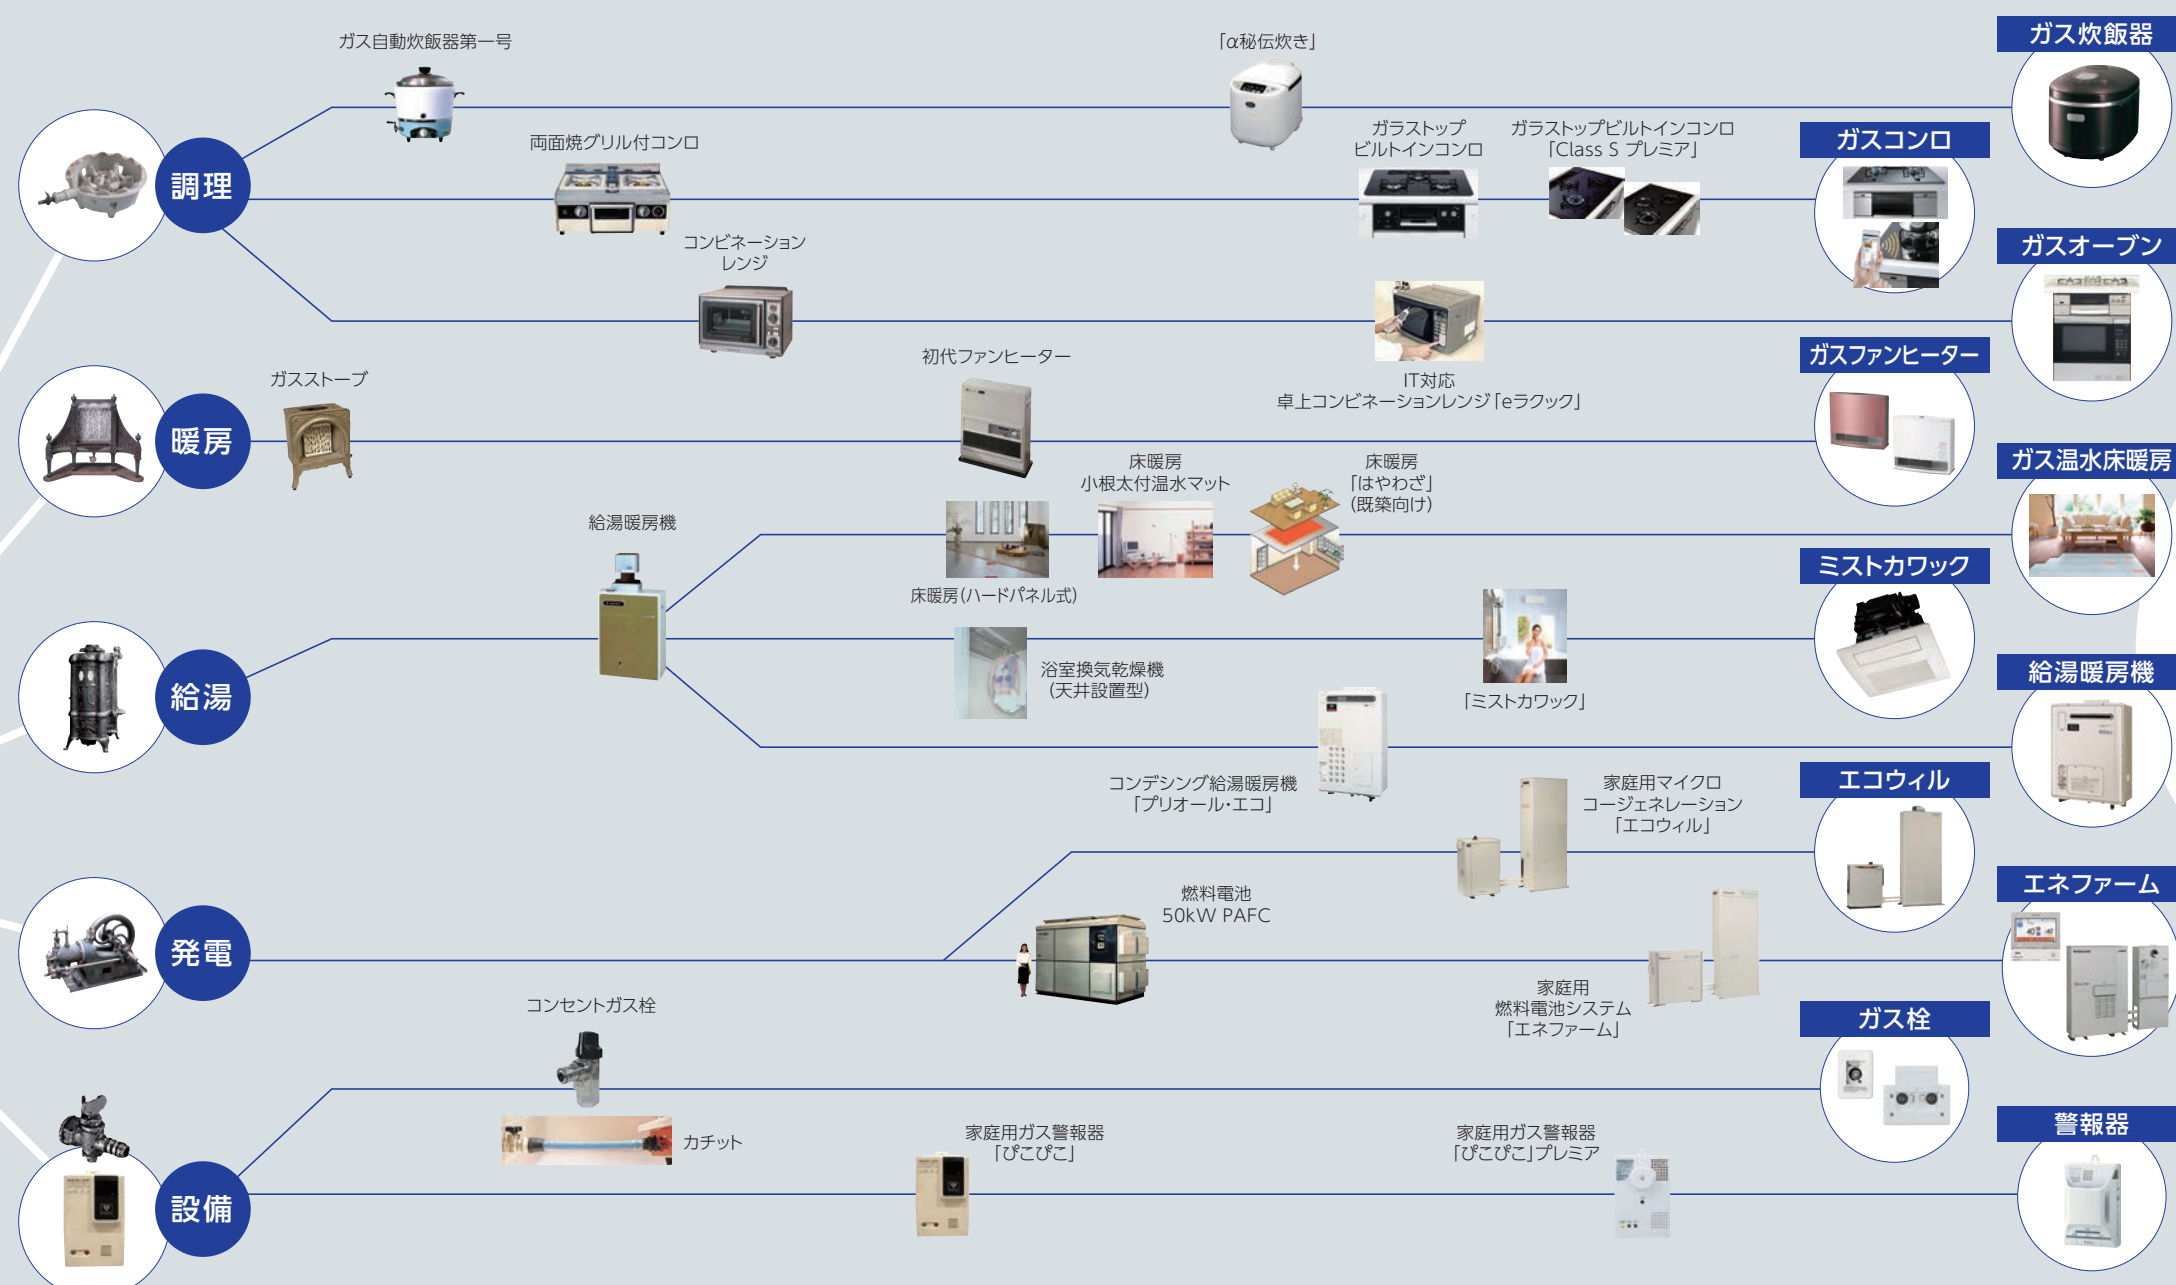 ガス自動炊飯器第一号
「α秘伝炊き」
ガス炊飯器
調理
両面焼グリル付コンロ
ガラストップ
ビルトインコンロ
ガラストップビルトインコンロ
「Class S プレミア」
ガスコンロ
コンビネーション
レンジ
IT対応
卓上コンビネーションレンジ「eラクック」
ガスオーブン
暖房
ガスストーブ
初代ファンヒーター
ガスファンヒーター
床暖房
小根太付温水マット
床暖房
「はやわざ」
(既築向け)
床暖房(ハードパネル式)
ガス温水床暖房
給湯
給湯暖房機
浴室換気乾燥機
(天井設置型)
「ミストカワック」
ミストカワック
コンデシング給湯暖房機
「プリオール・エコ」
給湯暖房機
発電
家庭用マイクロ
コージェネレーション
「エコウィル」
エコウィル
燃料電池
50kW PAFC
家庭用
燃料電池システム
「エネファーム」
エネファーム
設備
コンセントガス栓
カチット
ガス栓
家庭用ガス警報器
「ぴこぴこ」
家庭用ガス警報器
「ぴこぴこ」プレミア
警報器